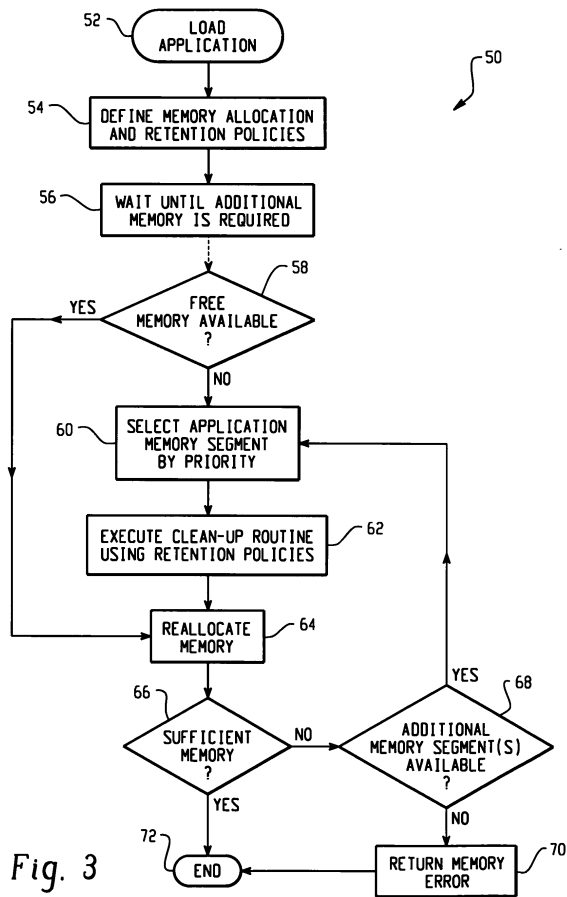 52
LOAD
APPLICATION
50
54
DEFINE MEMORY ALLOCATION
AND RETENTION POLICIES
56
WAIT UNTIL ADDITIONAL
MEMORY IS REQUIRED
58
YES
FREE
MEMORY AVAILABLE
?
NO
60
SELECT APPLICATION
MEMORY SEGMENT
BY PRIORITY
EXECUTE CLEAN-UP ROUTINE
USING RETENTION POLICIES
62
REALLOCATE
MEMORY
64
66
SUFFICIENT
MEMORY
?
NO
YES
YES
68
ADDITIONAL
MEMORY SEGMENT(S)
AVAILABLE
?
NO
72
END
RETURN MEMORY
ERROR
70
Fig. 3